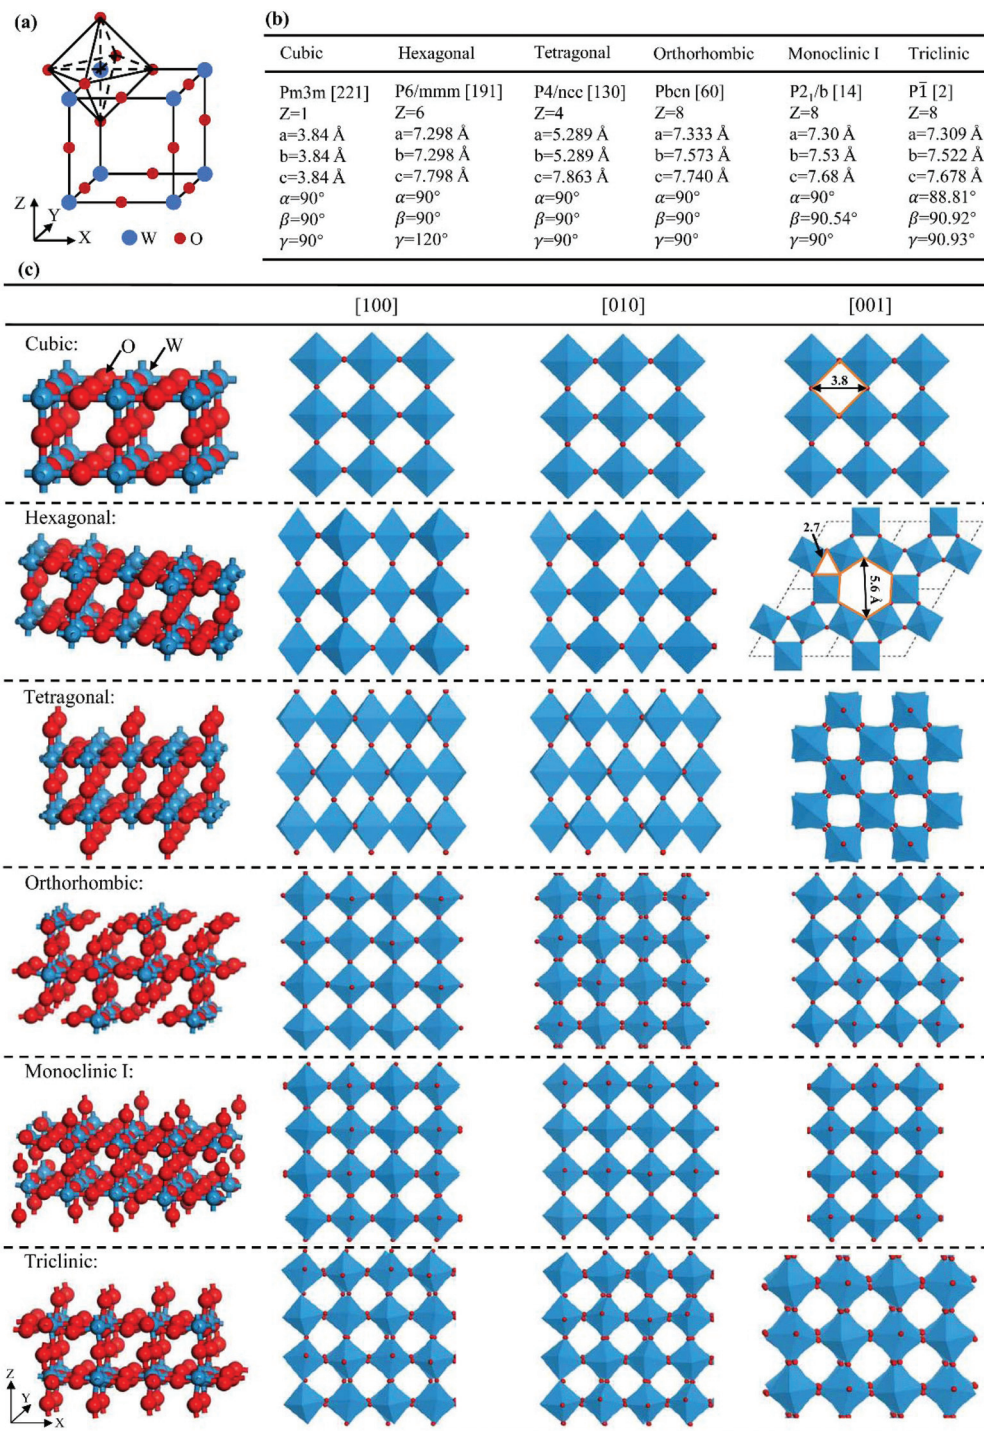 (a)
Z
Y
X
W
O
(b)
Cubic Hexagonal Tetragonal Orthorhombic Monoclinic I Triclinic
Pm3m [221] P6/mmm [191] P4/ncc [130] Pbcn [60] P2₁/b [14] P1̅ [2]
Z=1 Z=6 Z=4 Z=8 Z=8 Z=8
a=3.84 Å a=7.298 Å a=5.289 Å a=7.333 Å a=7.30 Å a=7.309 Å
b=3.84 Å b=7.298 Å b=5.289 Å b=7.573 Å b=7.53 Å b=7.522 Å
c=3.84 Å c=7.798 Å c=7.863 Å c=7.740 Å c=7.68 Å c=7.678 Å
α=90° α=90° α=90° α=90° α=90° α=88.81°
β=90° β=90° β=90° β=90° β=90.54° β=90.92°
γ=90° γ=120° γ=90° γ=90° γ=90° γ=90.93°
(c)
[100] [010] [001]
Cubic:
O W
3.8
Hexagonal:
2.7
5.6 Å
Tetragonal:
Orthorhombic:
Monoclinic I:
Triclinic:
Z
Y
X